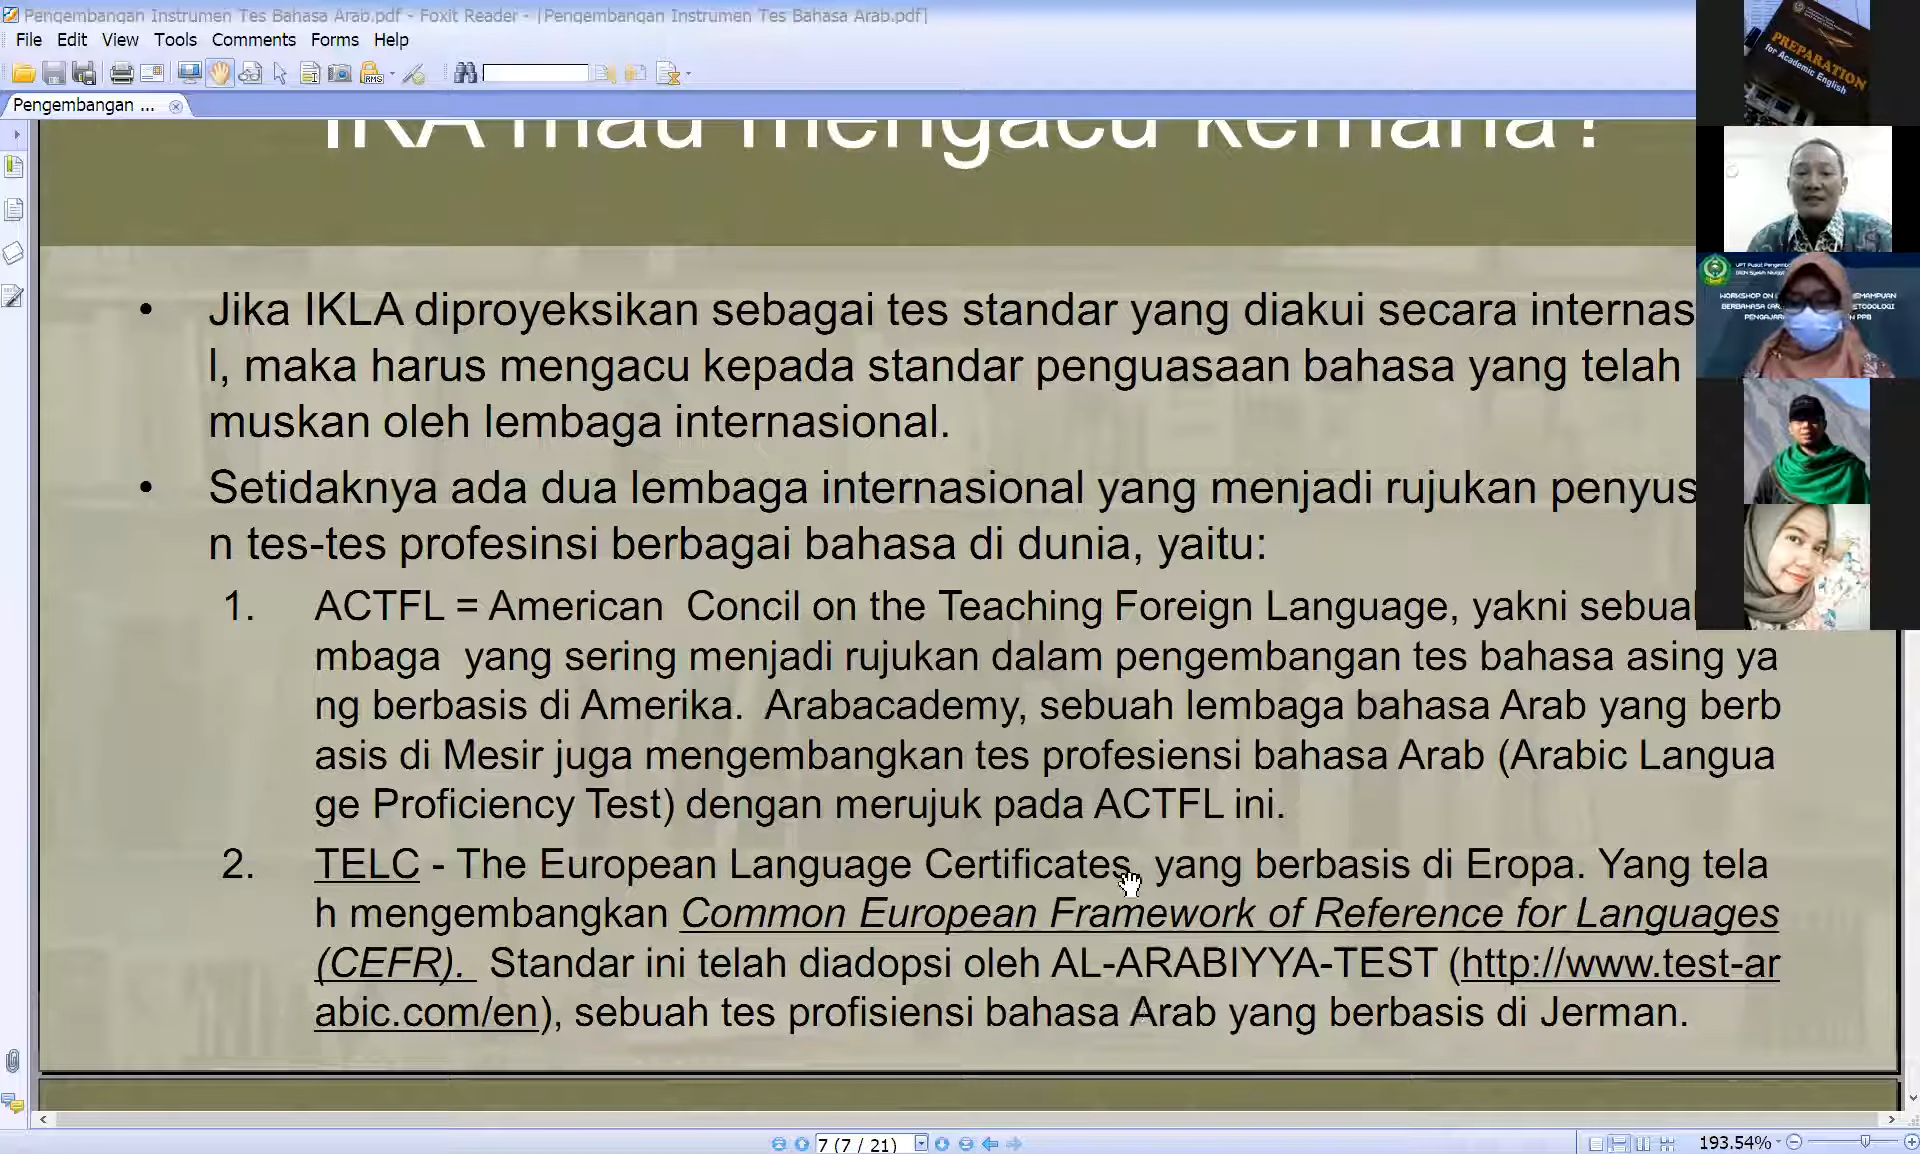 Pengembangan Instrumen Tes Bahasa Arab.pdf - Foxit Reader - [Pengembangan Instrumen Tes Bahasa Arab.pdf]
File Edit View Tools Comments Forms Help
Pengembangan ...
mau mengacu kemana?
PREPARATION
for Academic English
• Jika IKLA diproyeksikan sebagai tes standar yang diakui secara internas
l, maka harus mengacu kepada standar penguasaan bahasa yang telah
muskan oleh lembaga internasional.
• Setidaknya ada dua lembaga internasional yang menjadi rujukan penyus
n tes-tes profesinsi berbagai bahasa di dunia, yaitu:
1. ACTFL = American Concil on the Teaching Foreign Language, yakni sebua
mbaga yang sering menjadi rujukan dalam pengembangan tes bahasa asing ya
ng berbasis di Amerika. Arabacademy, sebuah lembaga bahasa Arab yang berb
asis di Mesir juga mengembangkan tes profesiensi bahasa Arab (Arabic Langua
ge Proficiency Test) dengan merujuk pada ACTFL ini.
2. TELC - The European Language Certificates, yang berbasis di Eropa. Yang tela
h mengembangkan Common European Framework of Reference for Languages
(CEFR). Standar ini telah diadopsi oleh AL-ARABIYYA-TEST (http://www.test-ar
abic.com/en), sebuah tes profisiensi bahasa Arab yang berbasis di Jerman.
UPT Pusat
WORKSHOP ON
7 (7 / 21)
193.54%